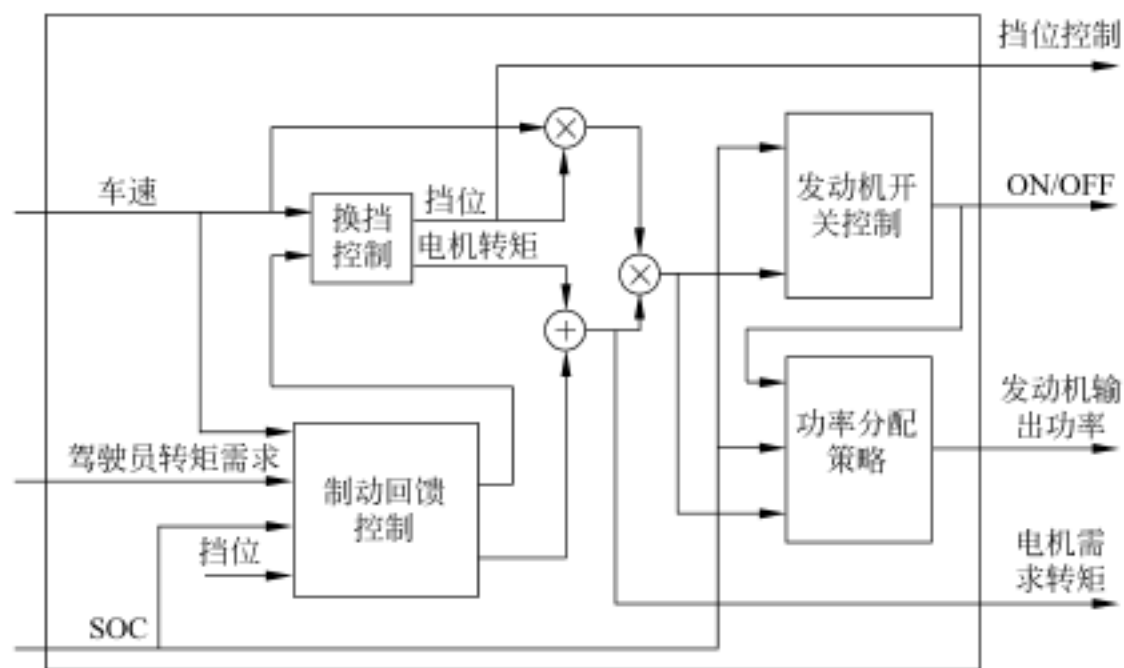 挡位控制
车速
换挡
控制
挡位
电机转矩
发动机开
关控制
ON/OFF
驾驶员转矩需求
制动回馈
控制
挡位
SOC
功率分配
策略
发动机输
出功率
电机需
求转矩